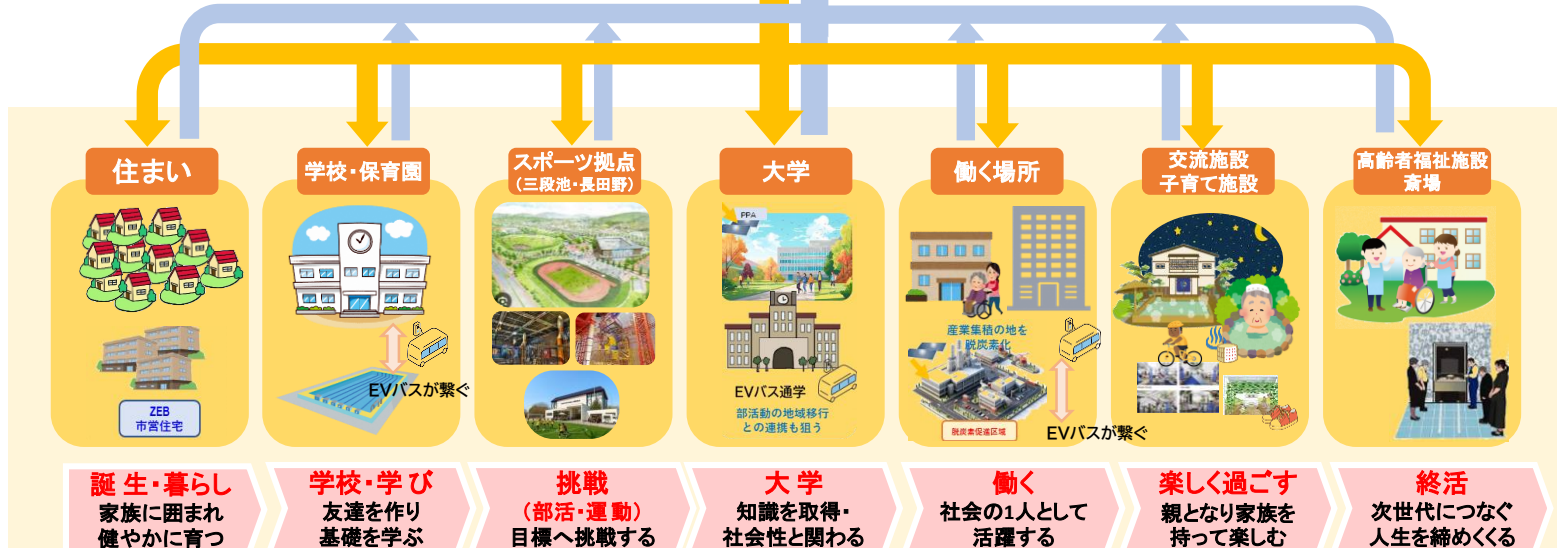 住まい
学校・保育園
スポーツ拠点
（三段池・長田野）
大学
働く場所
交流施設
子育て施設
高齢者福祉施設
斎場
ZEB
市営住宅
EVバスが繋ぐ
PPA
EVバス通学
部活動の地域移行
との連携も狙う
産業集積の地を
脱炭素化
脱炭素促進区域
EVバスが繋ぐ
誕生・暮らし
家族に囲まれ
健やかに育つ
学校・学び
友達を作り
基礎を学ぶ
挑戦
（部活・運動）
目標へ挑戦する
大学
知識を取得・
社会性と関わる
働く
社会の1人として
活躍する
楽しく過ごす
親となり家族を
持って楽しむ
終活
次世代につなぐ
人生を締めくくる